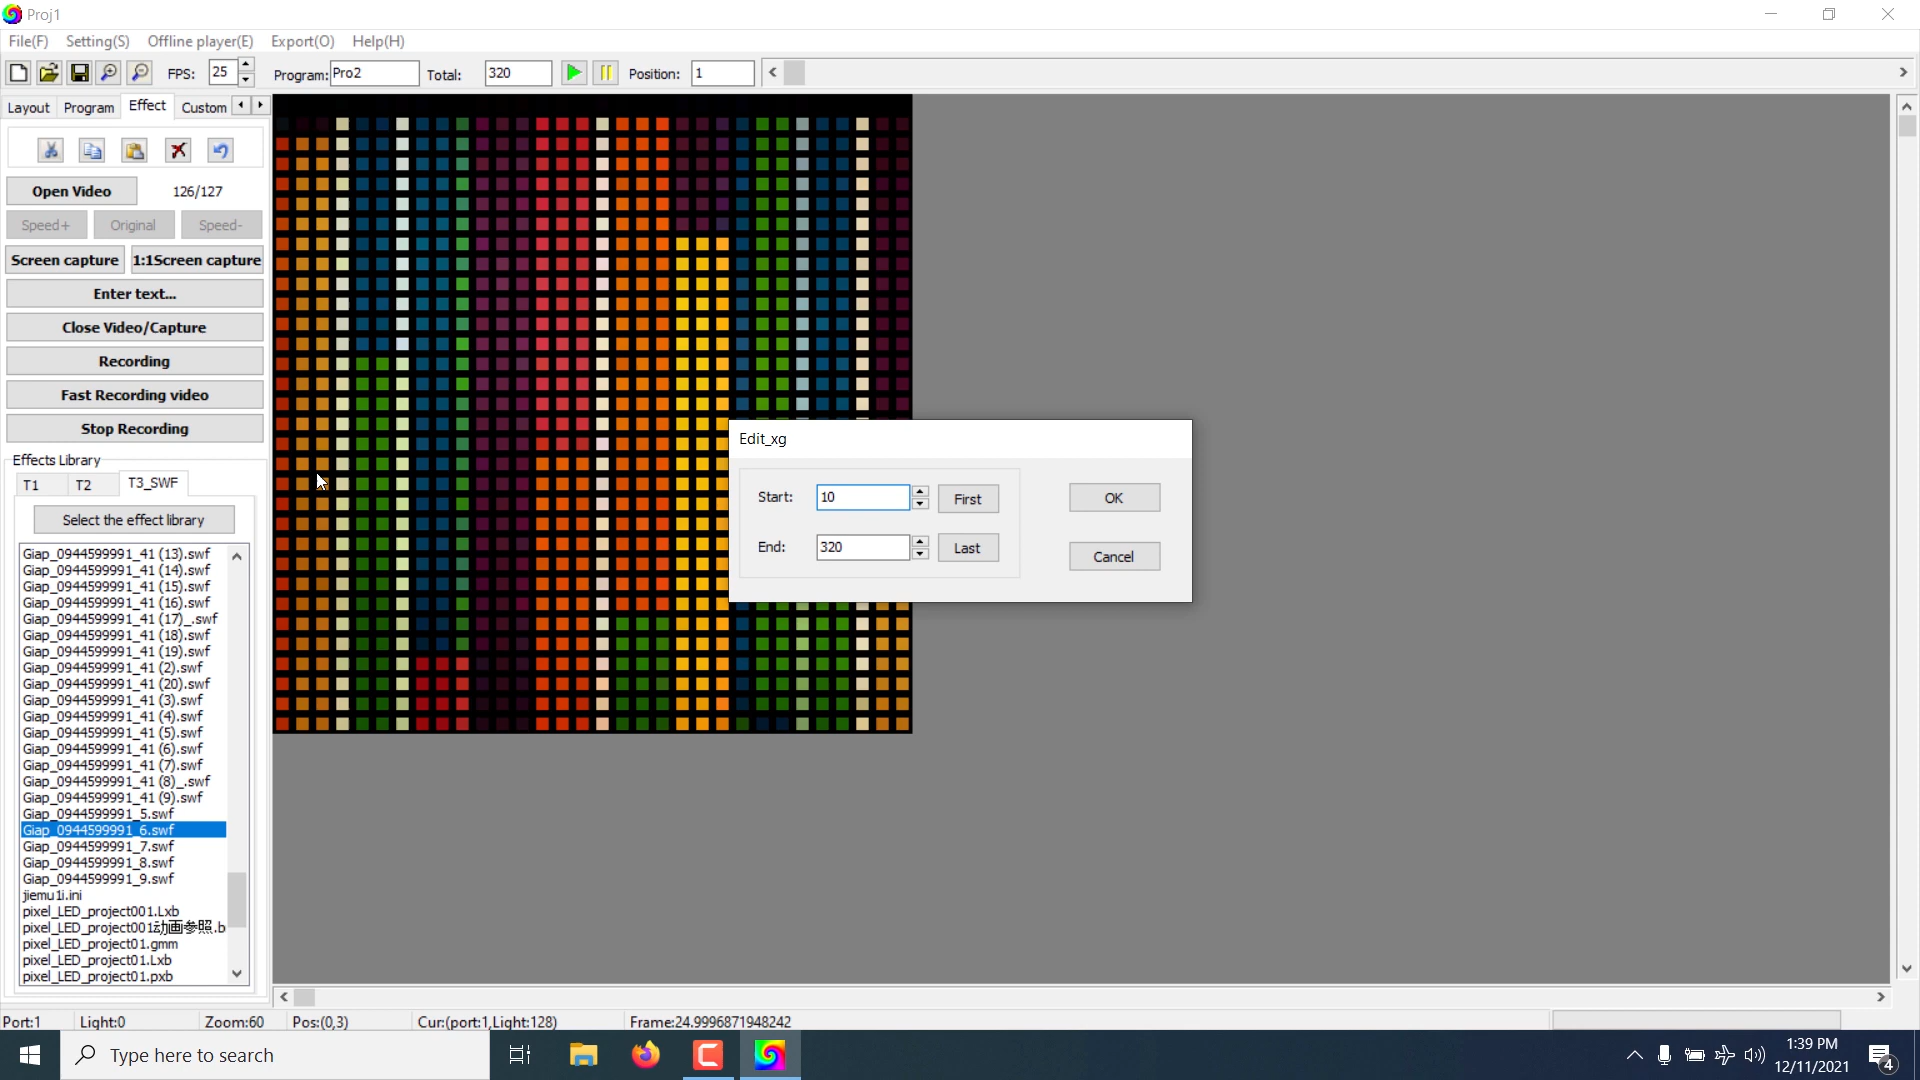 Proj1
File(F) Setting(S) Offline player(E) Export(O) Help(H)
FPS: 25 Program: Pro2 Total: 320 Position: 1
Layout Program Effect Custom
Open Video 126/127
Speed+ Original Speed-
Screen capture 1:1Screen capture
Enter text...
Close Video/Capture
Recording
Fast Recording video
Stop Recording
Effects Library
T1 T2 T3_SWF
Select the effect library
Giap_0944599991_41 (13).swf
Giap_0944599991_41 (14).swf
Giap_0944599991_41 (15).swf
Giap_0944599991_41 (16).swf
Giap_0944599991_41 (17)_.swf
Giap_0944599991_41 (18).swf
Giap_0944599991_41 (19).swf
Giap_0944599991_41 (2).swf
Giap_0944599991_41 (20).swf
Giap_0944599991_41 (3).swf
Giap_0944599991_41 (4).swf
Giap_0944599991_41 (5).swf
Giap_0944599991_41 (6).swf
Giap_0944599991_41 (7).swf
Giap_0944599991_41 (8)_.swf
Giap_0944599991_41 (9).swf
Giap_0944599991_5.swf
Giap_0944599991_6.swf
Giap_0944599991_7.swf
Giap_0944599991_8.swf
Giap_0944599991_9.swf
jiemu1i.ini
pixel_LED_project001.Lxb
pixel_LED_project001动画参照.b
pixel_LED_project01.gmm
pixel_LED_project01.Lxb
pixel_LED_project01.pxb
Edit_xg
Start: 10 First OK
End: 320 Last Cancel
Port:1 Light:0 Zoom:60 Pos:(0,3) Cur:(port:1,Light:128) Frame:24.9996871948242
Type here to search
1:39 PM
12/11/2021
4